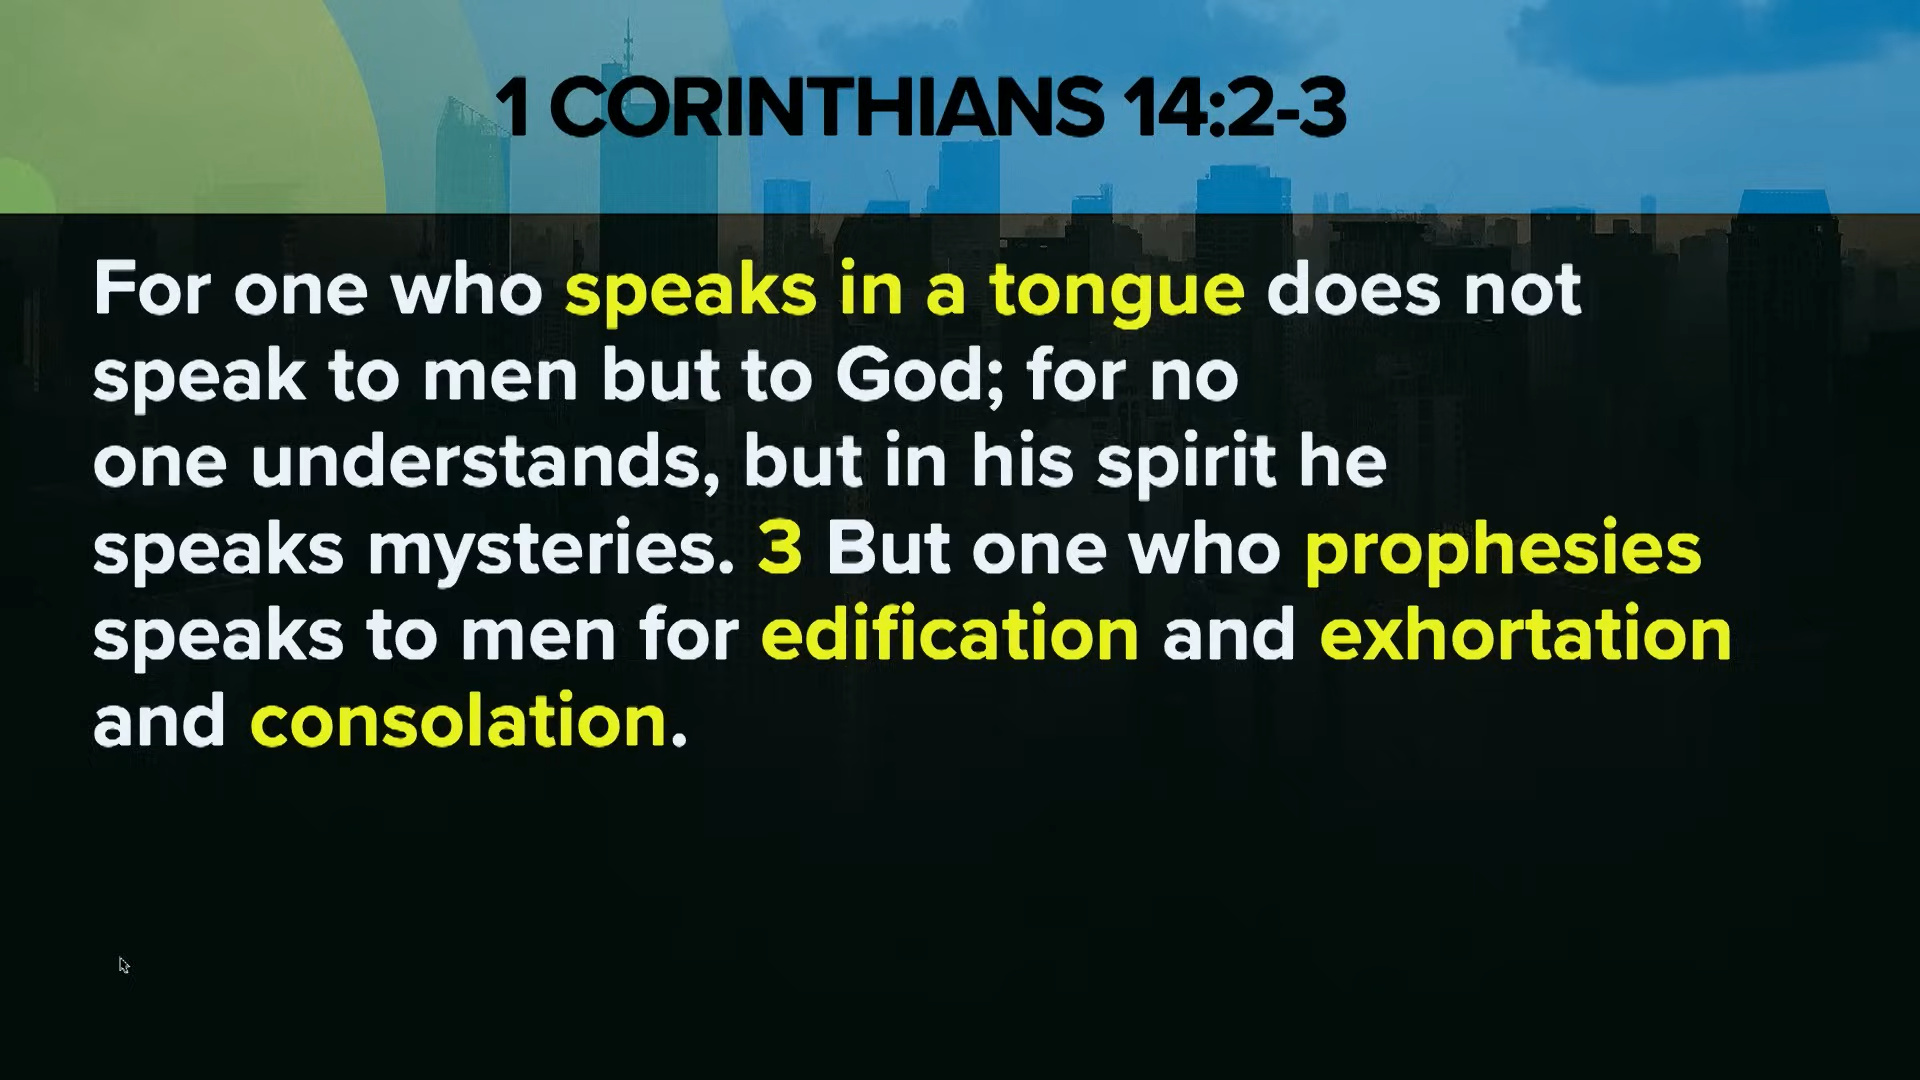 1 CORINTHIANS 14:2-3
For one who speaks in a tongue does not
speak to men but to God; for no
one understands, but in his spirit he
speaks mysteries. 3 But one who prophesies
speaks to men for edification and exhortation
and consolation.